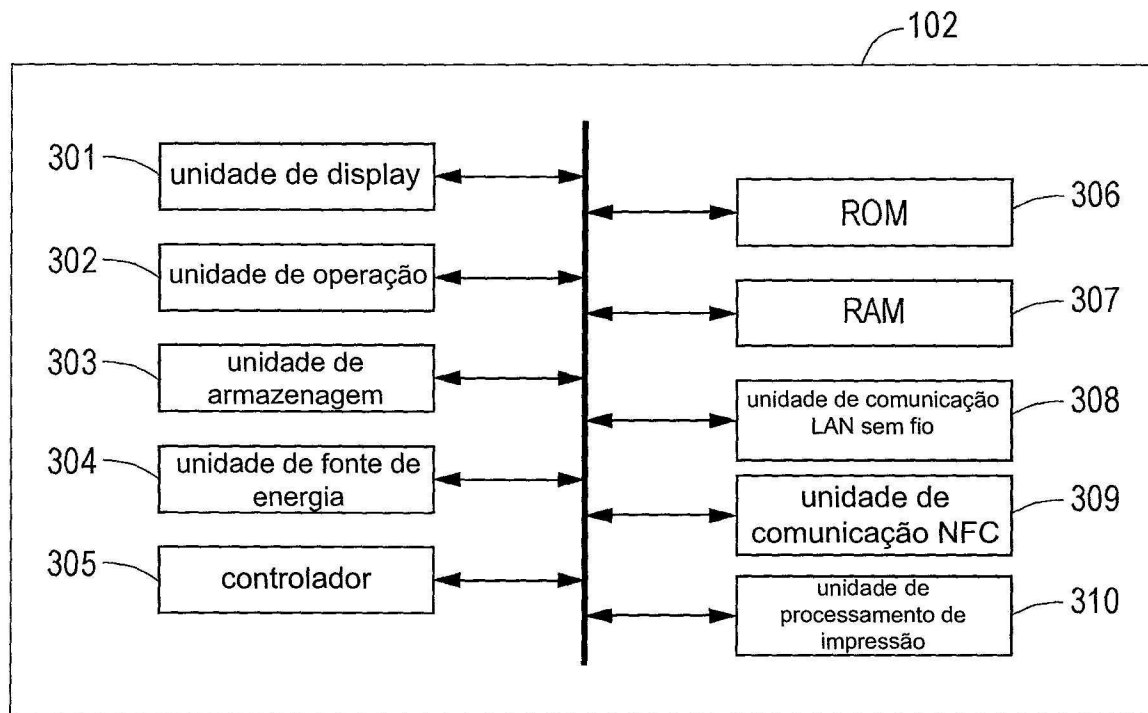 102
301
unidade de display
302
unidade de operação
303
unidade de
armazenagem
304
unidade de fonte de
energia
305
controlador
ROM
306
RAM
307
unidade de comunicação
LAN sem fio
308
unidade de
comunicação NFC
309
unidade de
processamento de
impressão
310